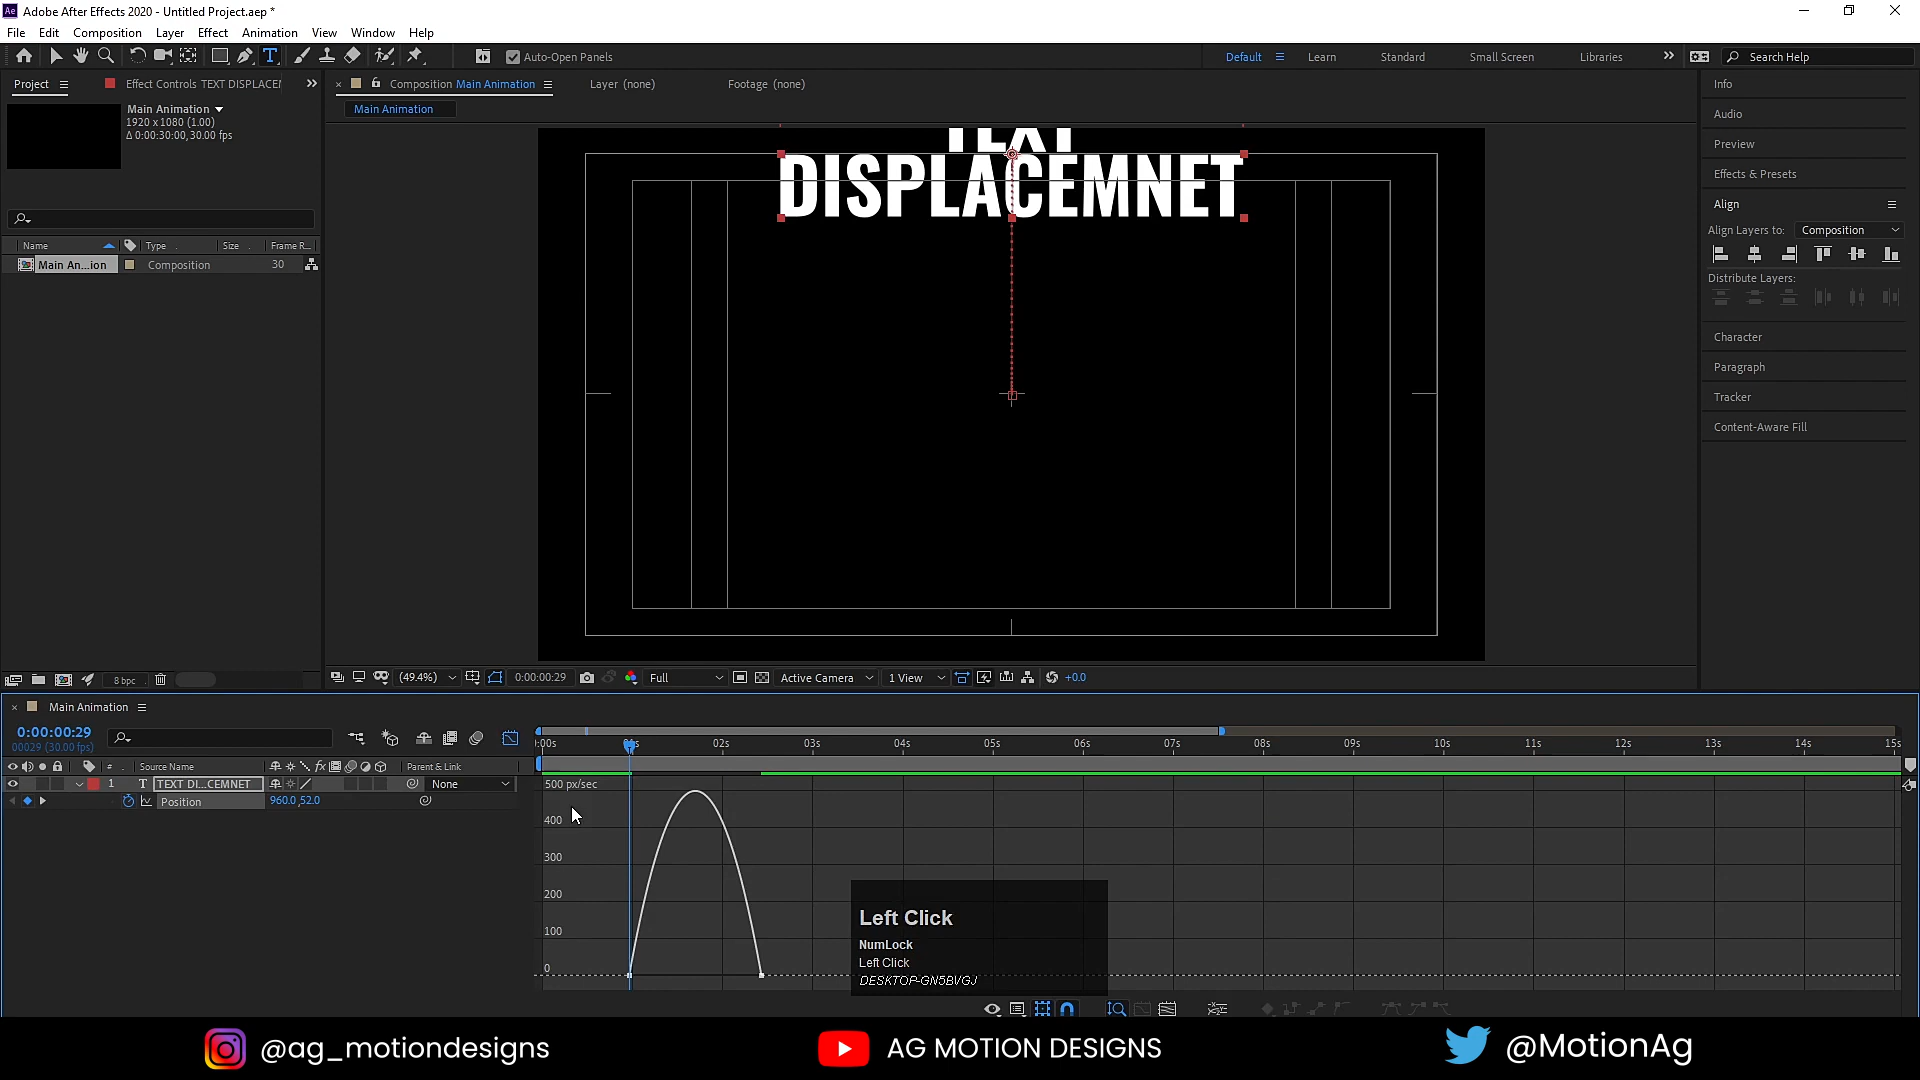 Adobe After Effects 2020 - Untitled Project.aep *
File Edit Composition Layer Effect Animation View Window Help
Auto-Open Panels
Default Learn Standard Small Screen Libraries Search Help
Project
Effect Controls TEXT DISPLACE
Composition Main Animation
Layer (none)
Footage (none)
Main Animation
1920 x 1080 (1.00)
Δ 0:00:30:00, 30.00 fps
Main Animation
Name Type Size Frame R...
Main An...ion Composition 30
TEXT
DISPLACEMNET
Info
Audio
Preview
Effects & Presets
Align
Align Layers to: Composition
Distribute Layers:
Character
Paragraph
Tracker
Content-Aware Fill
8 bpc
(49.4%) 0:00:00:29 Full Active Camera 1 View +0.0
Main Animation
0:00:00:29
00029 (30.00 fps)
:00s 02s 03s 04s 05s 06s 07s 08s 09s 10s 11s 12s 13s 14s 15s
# Source Name fx Parent & Link
1 T TEXT DI...CEMNET None
Position 960.0,52.0
500 px/sec
400
300
200
100
0
Left Click
NumLock
Left Click
DESKTOP-GN5BVGJ
@ag_motiondesigns
AG MOTION DESIGNS
@MotionAg